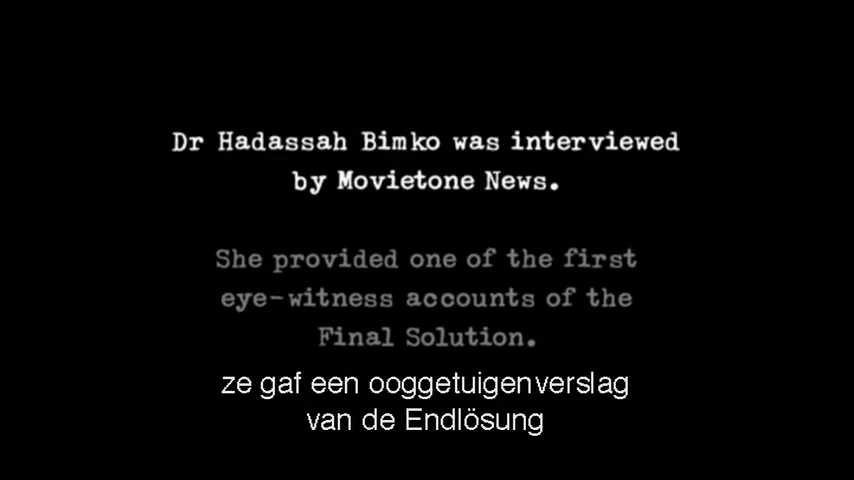 Dr Hadassah Bimko was interviewed
by Movietone News.
She provided one of the first
eye-witness accounts of the
Final Solution.
ze gaf een ooggetuigenverslag
van de Endlösung